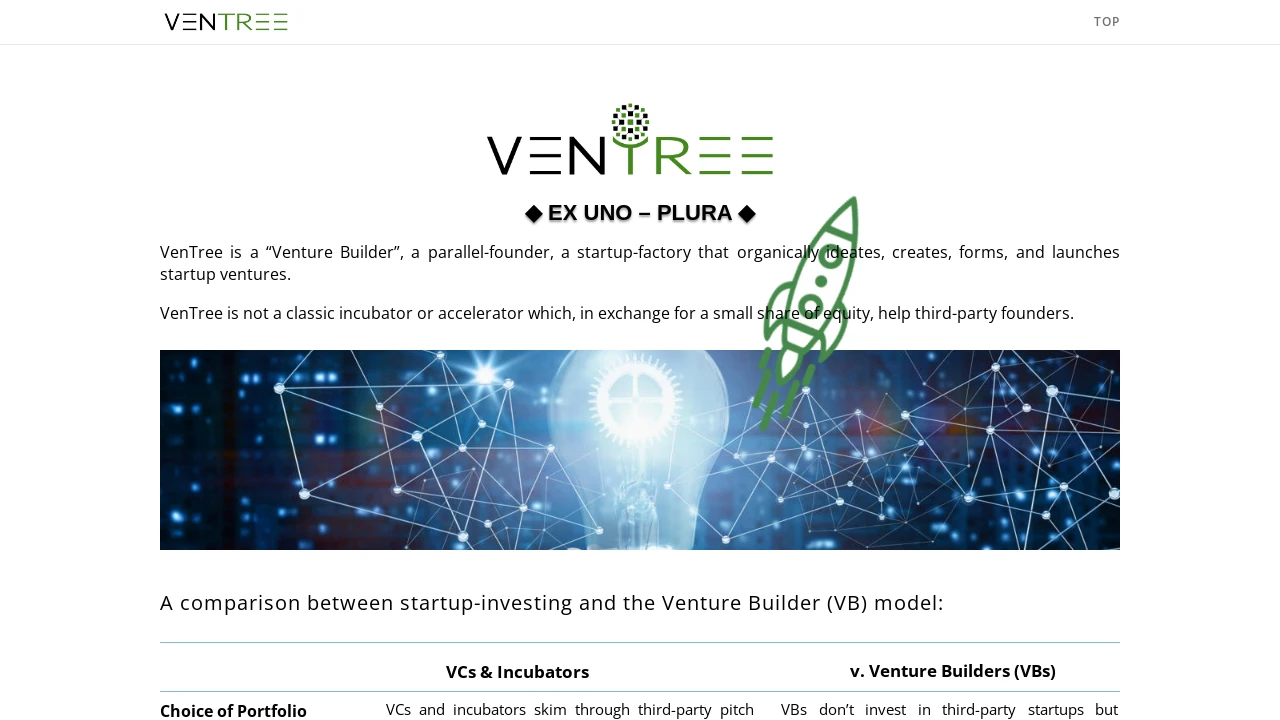 VENTREE
TOP
VENTREE
◆ EX UNO – PLURA ◆
VenTree is a “Venture Builder”, a parallel-founder, a startup-factory that organically ideates, creates, forms, and launches
startup ventures.
VenTree is not a classic incubator or accelerator which, in exchange for a small share of equity, help third-party founders.
A comparison between startup-investing and the Venture Builder (VB) model:
VCs & Incubators
v. Venture Builders (VBs)
Choice of Portfolio
VCs and incubators skim through third-party pitch
VBs don’t invest in third-party startups but